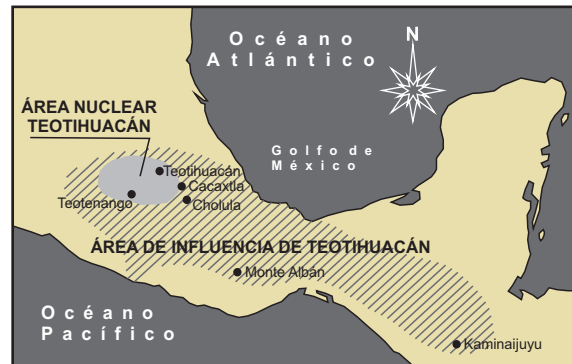 Océano
Atlántico
N
ÁREA NUCLEAR
TEOTIHUACÁN
Golfo de
México
Teotihuacán
Cacaxtla
Teotenango
Cholula
ÁREA DE INFLUENCIA DE TEOTIHUACÁN
Monte Albán
Océano
Pacífico
Kaminaijuyu